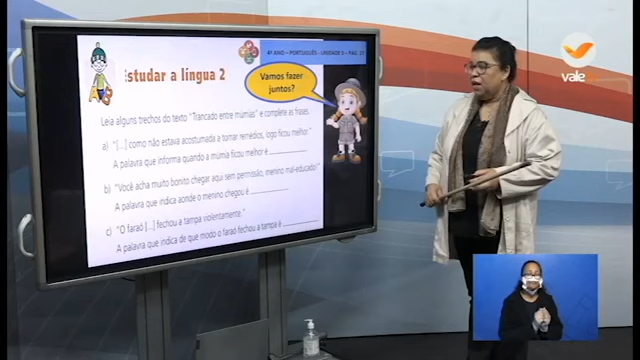 4º ANO – PORTUGUÊS - UNIDADE 5 – PÁG. 15
Estudar a língua 2
Vamos fazer
juntos?
Leia alguns trechos do texto "Trancado entre múmias" e complete as frases.
a) "[...] como não estava acostumada a tomar remédios, logo ficou melhor."
A palavra que informa quando a múmia ficou melhor é
b) "Você acha muito bonito chegar aqui sem permissão, menino mal-educado!"
A palavra que indica aonde o menino chegou é
c) "O faraó [...] fechou a tampa violentamente."
A palavra que indica de que modo o faraó fechou a tampa é
vale